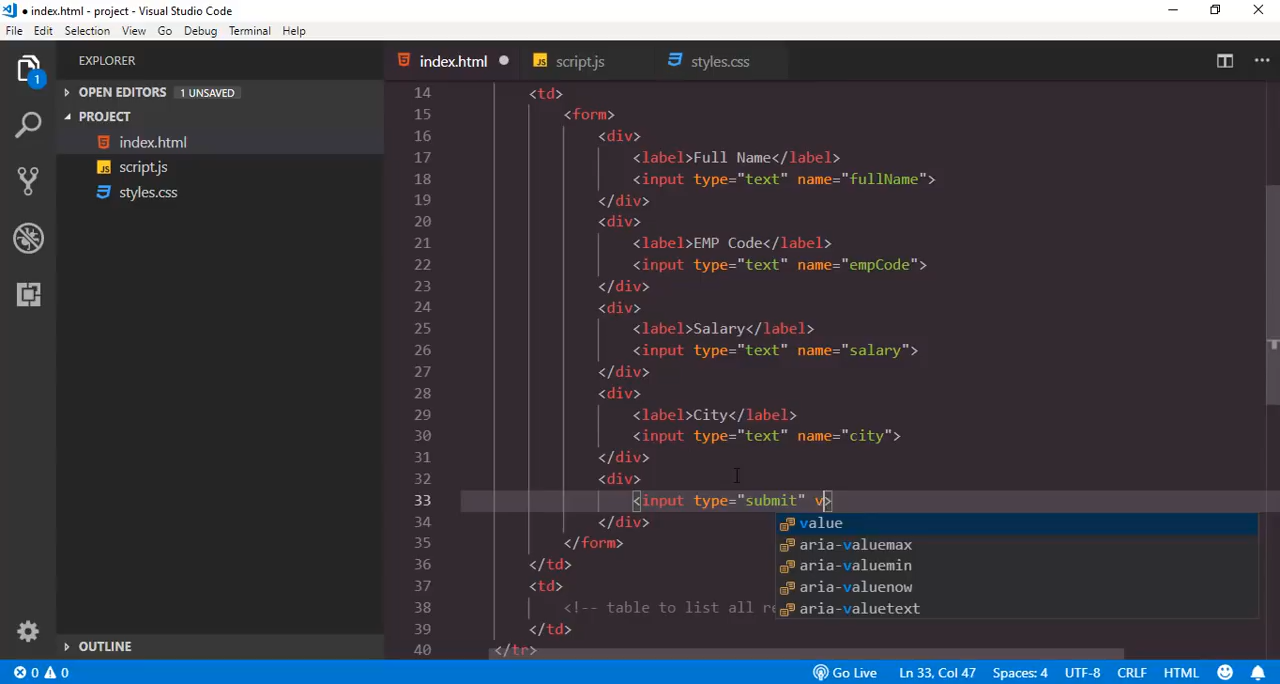 ● index.html - project - Visual Studio Code
File Edit Selection View Go Debug Terminal Help
1
EXPLORER
OPEN EDITORS 1 UNSAVED
PROJECT
index.html
JS script.js
styles.css
OUTLINE
index.html ● JS script.js styles.css
14 <td>
15 <form>
16 <div>
17 <label>Full Name</label>
18 <input type="text" name="fullName">
19 </div>
20 <div>
21 <label>EMP Code</label>
22 <input type="text" name="empCode">
23 </div>
24 <div>
25 <label>Salary</label>
26 <input type="text" name="salary">
27 </div>
28 <div>
29 <label>City</label>
30 <input type="text" name="city">
31 </div>
32 <div>
33 <input type="submit" v>
34 </div>
35 </form>
36 </td>
37 <td>
38 <!-- table to list all re
39 </td>
40 </tr>
value
aria-valuemax
aria-valuemin
aria-valuenow
aria-valuetext
0 0 Go Live Ln 33, Col 47 Spaces: 4 UTF-8 CRLF HTML